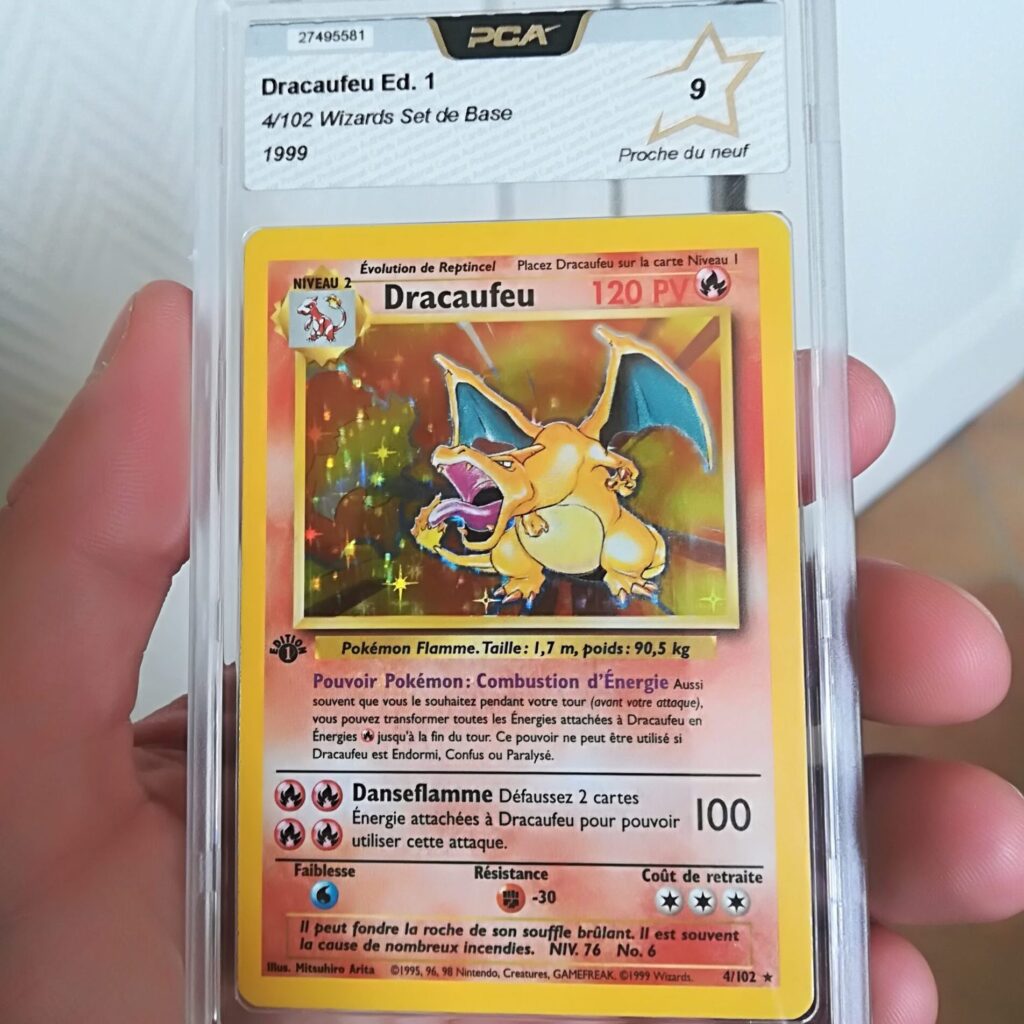 27495581
PCA
Dracaufeu Ed. 1
4/102 Wizards Set de Base
1999
9
Proche du neuf
Évolution de Reptincel Placez Dracaufeu sur la carte Niveau 1
NIVEAU 2
Dracaufeu 120 PV
EDITION
1
Pokémon Flamme. Taille: 1,7 m, poids: 90,5 kg
Pouvoir Pokémon: Combustion d'Énergie Aussi
souvent que vous le souhaitez pendant votre tour (avant votre attaque),
vous pouvez transformer toutes les Énergies attachées à Dracaufeu en
Énergies jusqu'à la fin du tour. Ce pouvoir ne peut être utilisé si
Dracaufeu est Endormi, Confus ou Paralysé.
Danseflamme Défaussez 2 cartes
Énergie attachées à Dracaufeu pour pouvoir 100
utiliser cette attaque.
Faiblesse Résistance Coût de retraite
-30
Il peut fondre la roche de son souffle brûlant. Il est souvent
la cause de nombreux incendies. NIV. 76 No. 6
Illus. Mitsuhiro Arita ©1995, 96, 98 Nintendo, Creatures, GAMEFREAK. ©1999 Wizards. 4/102 ★